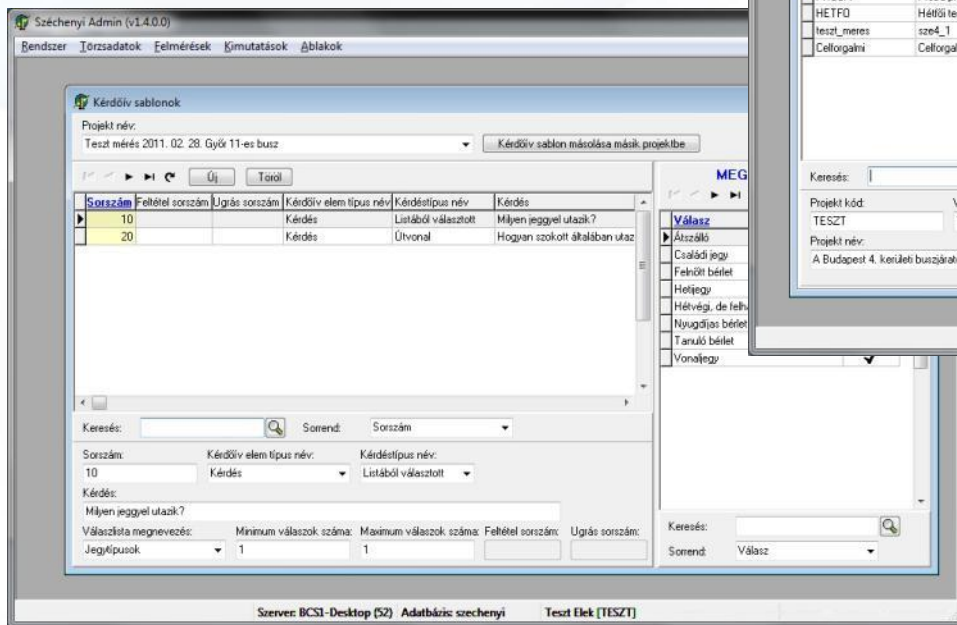 Széchenyi Admin (v1.4.0.0)
Rendszer Törzsadatok Felmérések Kimutatások Ablakok
Kérdőív sablonok
Projekt név:
Teszt mérés 2011. 02. 28. Győr 11-es busz
Kérdőív sablon másolása másik projektbe
Új Töröl
Sorszám Feltétel sorszám Ugrás sorszám Kérdőív elem típus név Kérdéstípus név Kérdés
10 Kérdés Listából választott Milyen jeggyel utazik?
20 Kérdés Útvonal Hogyan szokott általában utaz
Keresés: Sorrend: Sorszám
Sorszám: Kérdőív elem típus név: Kérdéstípus név:
10 Kérdés Listából választott
Kérdés:
Milyen jeggyel utazik?
Válaszlista megnevezés: Minimum válaszok száma: Maximum válaszok száma: Feltétel sorszám: Ugrás sorszám:
Jegytípusok 1 1
MEG
Válasz
Átszálló
Családi jegy
Felnőtt bérlet
Hetijegy
Hétvégi, de felh
Nyugdíjas bérlet
Tanuló bérlet
Vonaljegy
Keresés:
Sorrend: Válasz
HETFO Hétfői te
teszt_meres sze4_1
Celforgalmi Celforgal
Keresés:
Projekt kód: V
TESZT
Projekt név:
A Budapest 4. kerületi buszjárat
Szerver: BCS1-Desktop (52) Adatbázis: szechenyi Teszt Elek [TESZT]